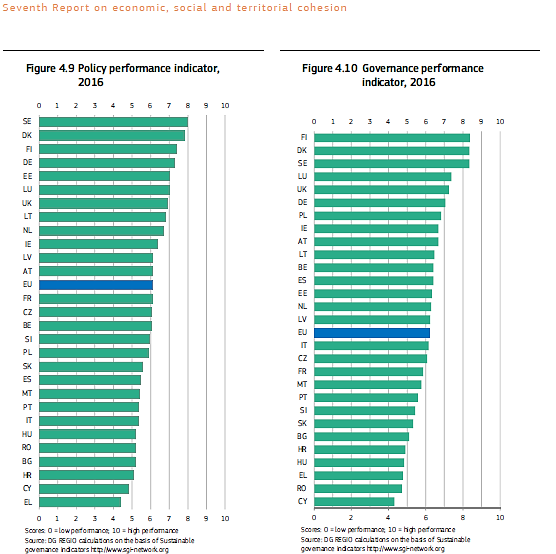 Seventh Report on economic, social and territorial cohesion
Figure 4.9 Policy performance indicator,
2016
0 1 2 3 4 5 6 7 8 9 10
SE
DK
FI
DE
EE
LU
UK
LT
NL
IE
LV
AT
EU
FR
CZ
BE
SI
PL
SK
ES
MT
PT
IT
HU
RO
BG
HR
CY
EL
0 1 2 3 4 5 6 7 8 9 10
Scores: 0 = low performance; 10 = high performance
Source: DG REGIO calculations on the basis of Sustainable
governance indicators http://www.sgi-network.org
Figure 4.10 Governance performance
indicator, 2016
0 1 2 3 4 5 6 7 8 9 10
FI
DK
SE
LU
UK
DE
PL
IE
AT
LT
BE
ES
EE
NL
LV
EU
IT
CZ
FR
MT
PT
SI
SK
BG
HR
HU
EL
RO
CY
0 2 4 6 8 10
Scores: 0 = low performance; 10 = high performance
Source: DG REGIO calculations on the basis of Sustainable
governance indicators http://www.sgi-network.org